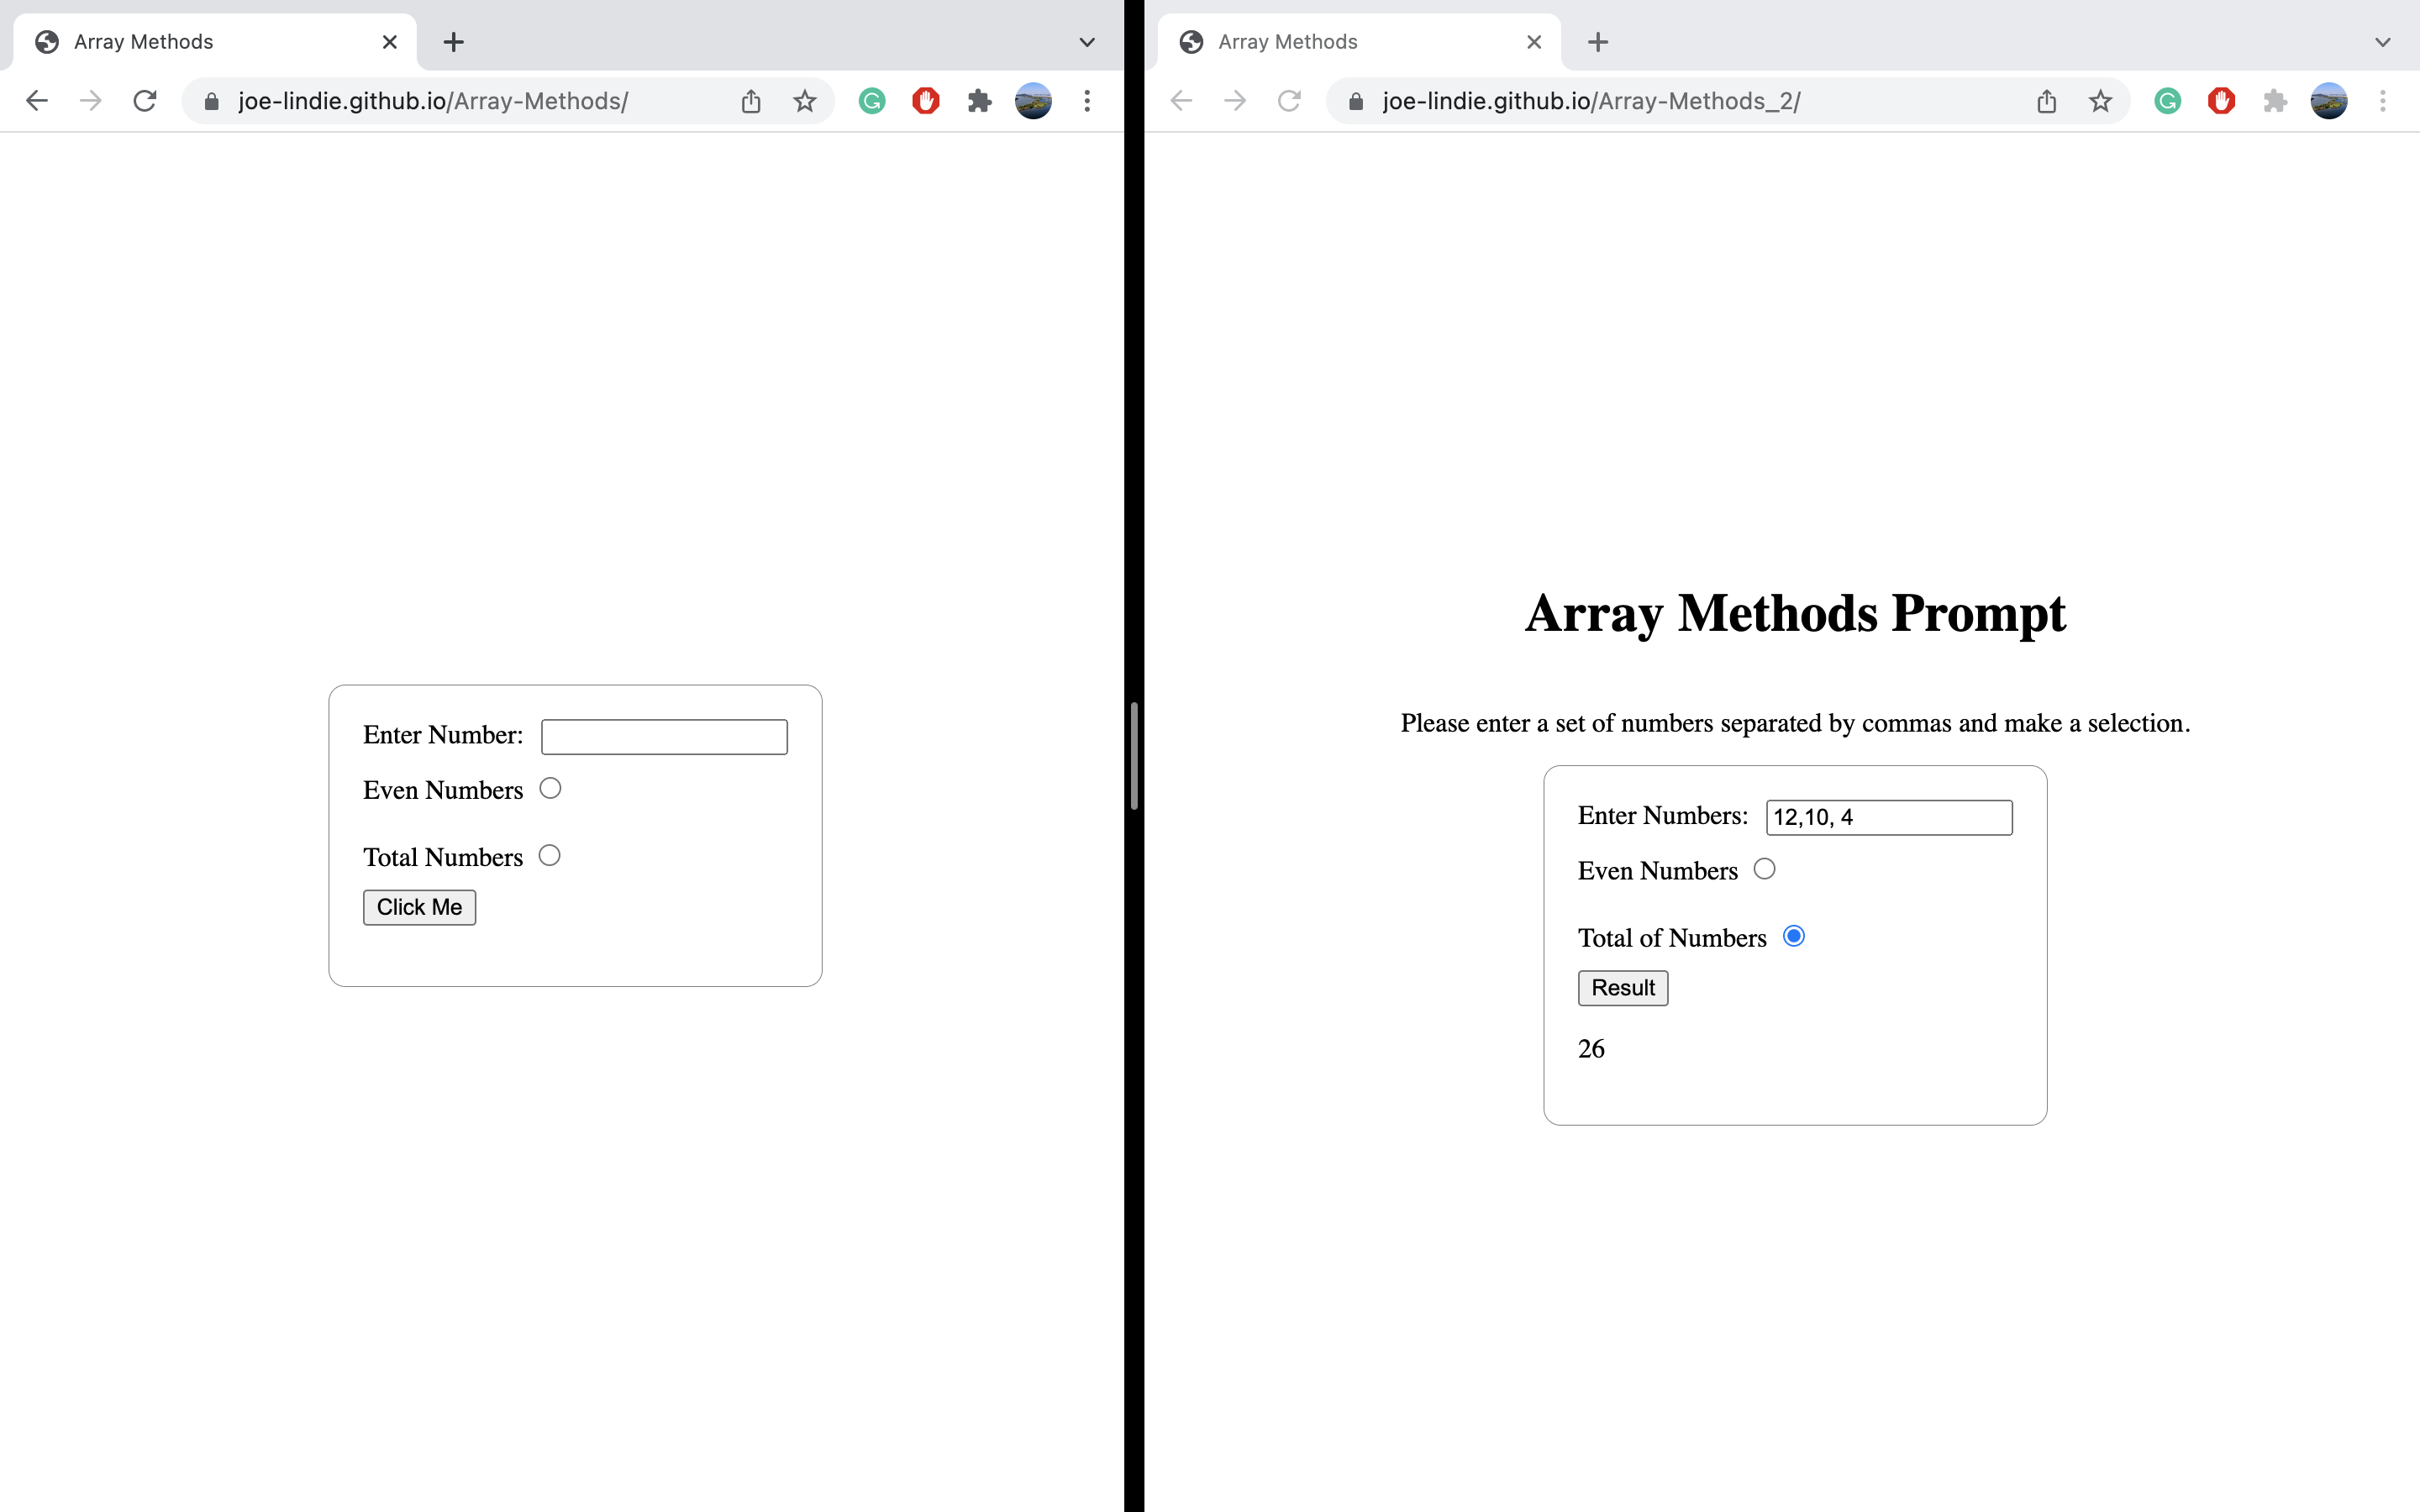 Array Methods
joe-lindie.github.io/Array-Methods/
Enter Number:
Even Numbers
Total Numbers
Click Me
Array Methods
joe-lindie.github.io/Array-Methods_2/
Array Methods Prompt
Please enter a set of numbers separated by commas and make a selection.
Enter Numbers: 12,10, 4
Even Numbers
Total of Numbers
Result
26